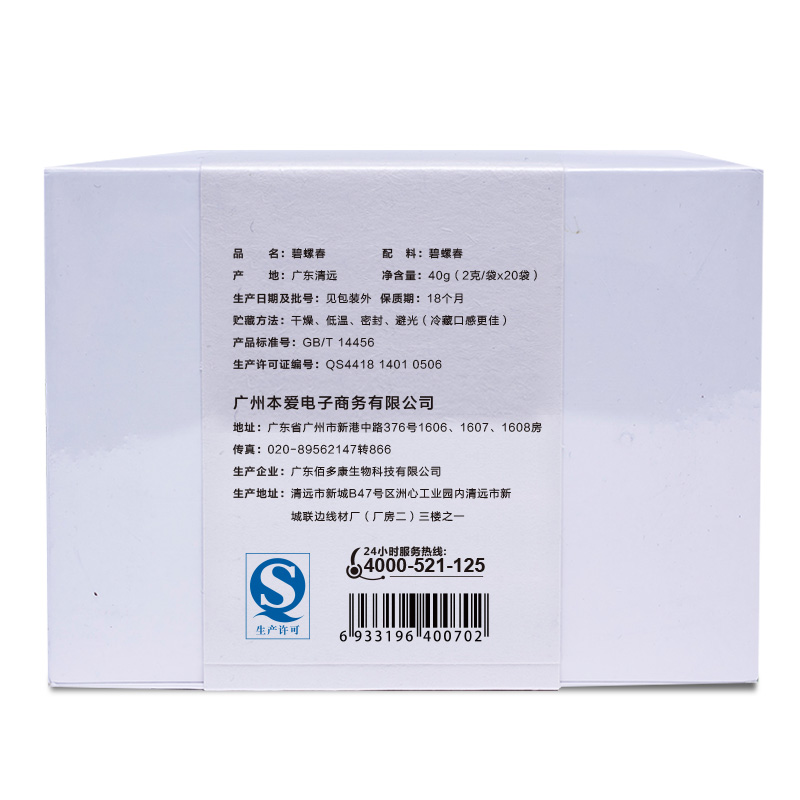 品 名：碧螺春 配 料：碧螺春
产 地：广东清远 净含量：40g（2克/袋x20袋）
生产日期及批号：见包装外 保质期：18个月
贮藏方法：干燥、低温、密封、避光（冷藏口感更佳）
产品标准号：GB/T 14456
生产许可证编号：QS4418 1401 0506
广州本爱电子商务有限公司
地址：广东省广州市新港中路376号1606、1607、1608房
传真：020-89562147转866
生产企业：广东佰多康生物科技有限公司
生产地址：清远市新城B47号区洲心工业园内清远市新
城联边线材厂（厂房二）三楼之一
24小时服务热线:
4000-521-125
QS
生产许可
6 933196 400702